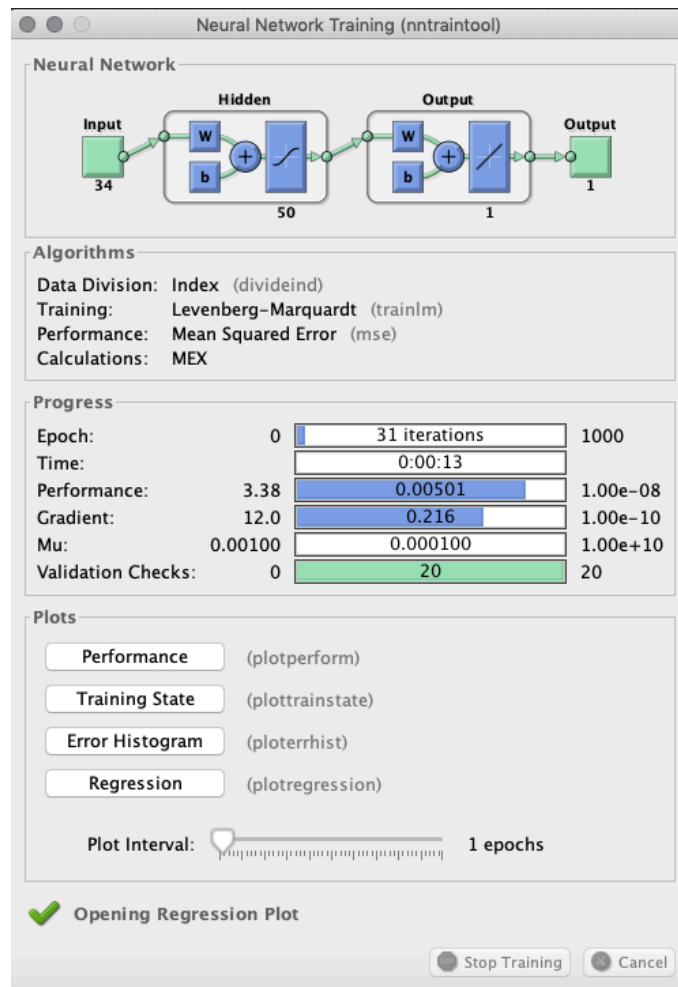 Neural Network Training (nntraintool)
Neural Network
Hidden Output
Input Output
W W
b b
34 1
50 1
Algorithms
Data Division: Index (divideind)
Training: Levenberg-Marquardt (trainlm)
Performance: Mean Squared Error (mse)
Calculations: MEX
Progress
Epoch: 0 31 iterations 1000
Time: 0:00:13
Performance: 3.38 0.00501 1.00e-08
Gradient: 12.0 0.216 1.00e-10
Mu: 0.00100 0.000100 1.00e+10
Validation Checks: 0 20 20
Plots
Performance (plotperform)
Training State (plottrainstate)
Error Histogram (ploterrhist)
Regression (plotregression)
Plot Interval: 1 epochs
Opening Regression Plot
Stop Training Cancel